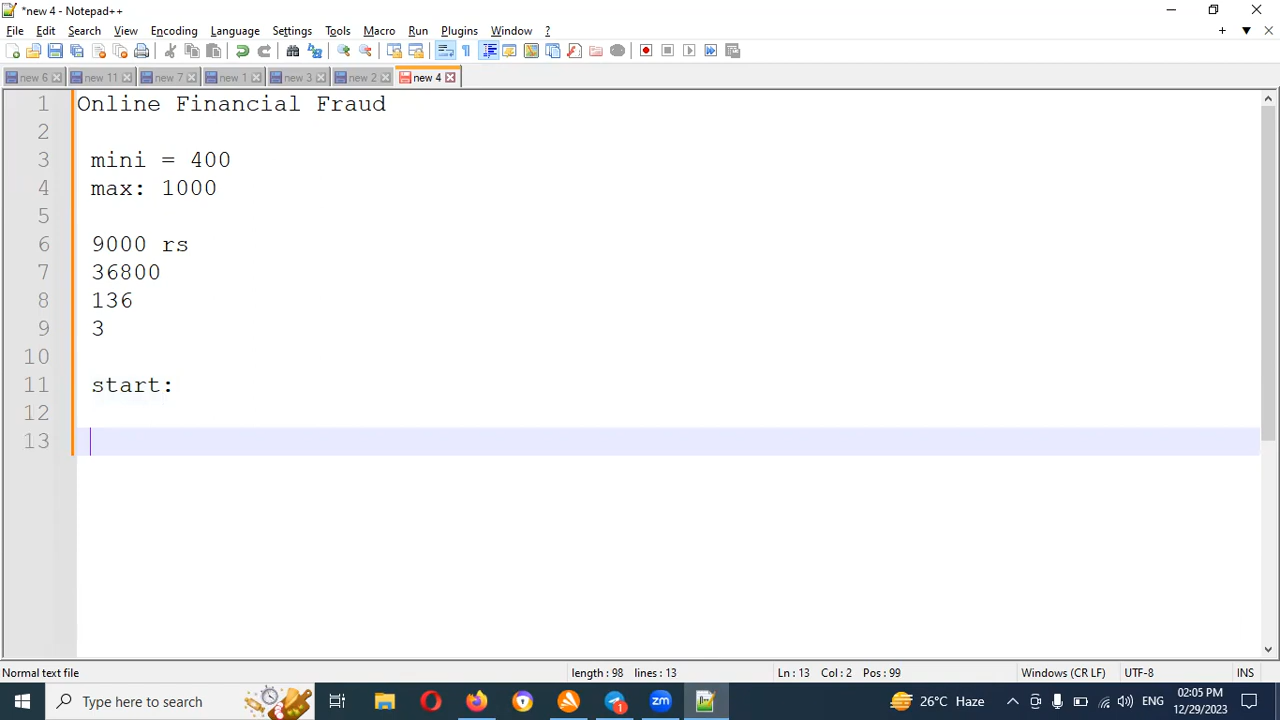 *new 4 - Notepad++
File Edit Search View Encoding Language Settings Tools Macro Run Plugins Window ?
new 6 new 11 new 7 new 1 new 3 new 2 new 4
1 Online Financial Fraud
2
3 mini = 400
4 max: 1000
5
6 9000 rs
7 36800
8 136
9 3
10
11 start:
12
13
Normal text file length : 98 lines : 13 Ln : 13 Col : 2 Pos : 99 Windows (CR LF) UTF-8 INS
Type here to search zm 26°C Haze ENG 02:05 PM
12/29/2023